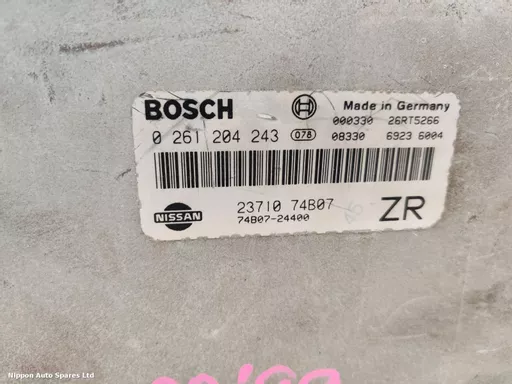 BOSCH Made in Germany
000330 26RT5266
0 261 204 243 078 08330 6923 6004
NISSAN 23710 74B07 ZR
74B07-24400
Nippon Auto Spares Ltd